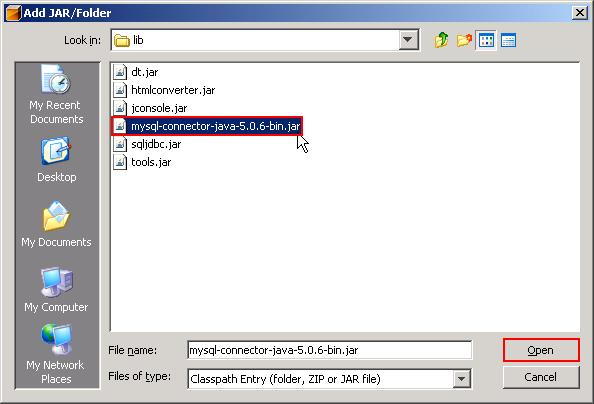 Add JAR/Folder
Look in:
lib
My Recent
Documents
Desktop
My Documents
My Computer
My Network
Places
dt.jar
htmlconverter.jar
jconsole.jar
mysql-connector-java-5.0.6-bin.jar
sqljdbc.jar
tools.jar
File name:
mysql-connector-java-5.0.6-bin.jar
Open
Files of type:
Classpath Entry (folder, ZIP or JAR file)
Cancel